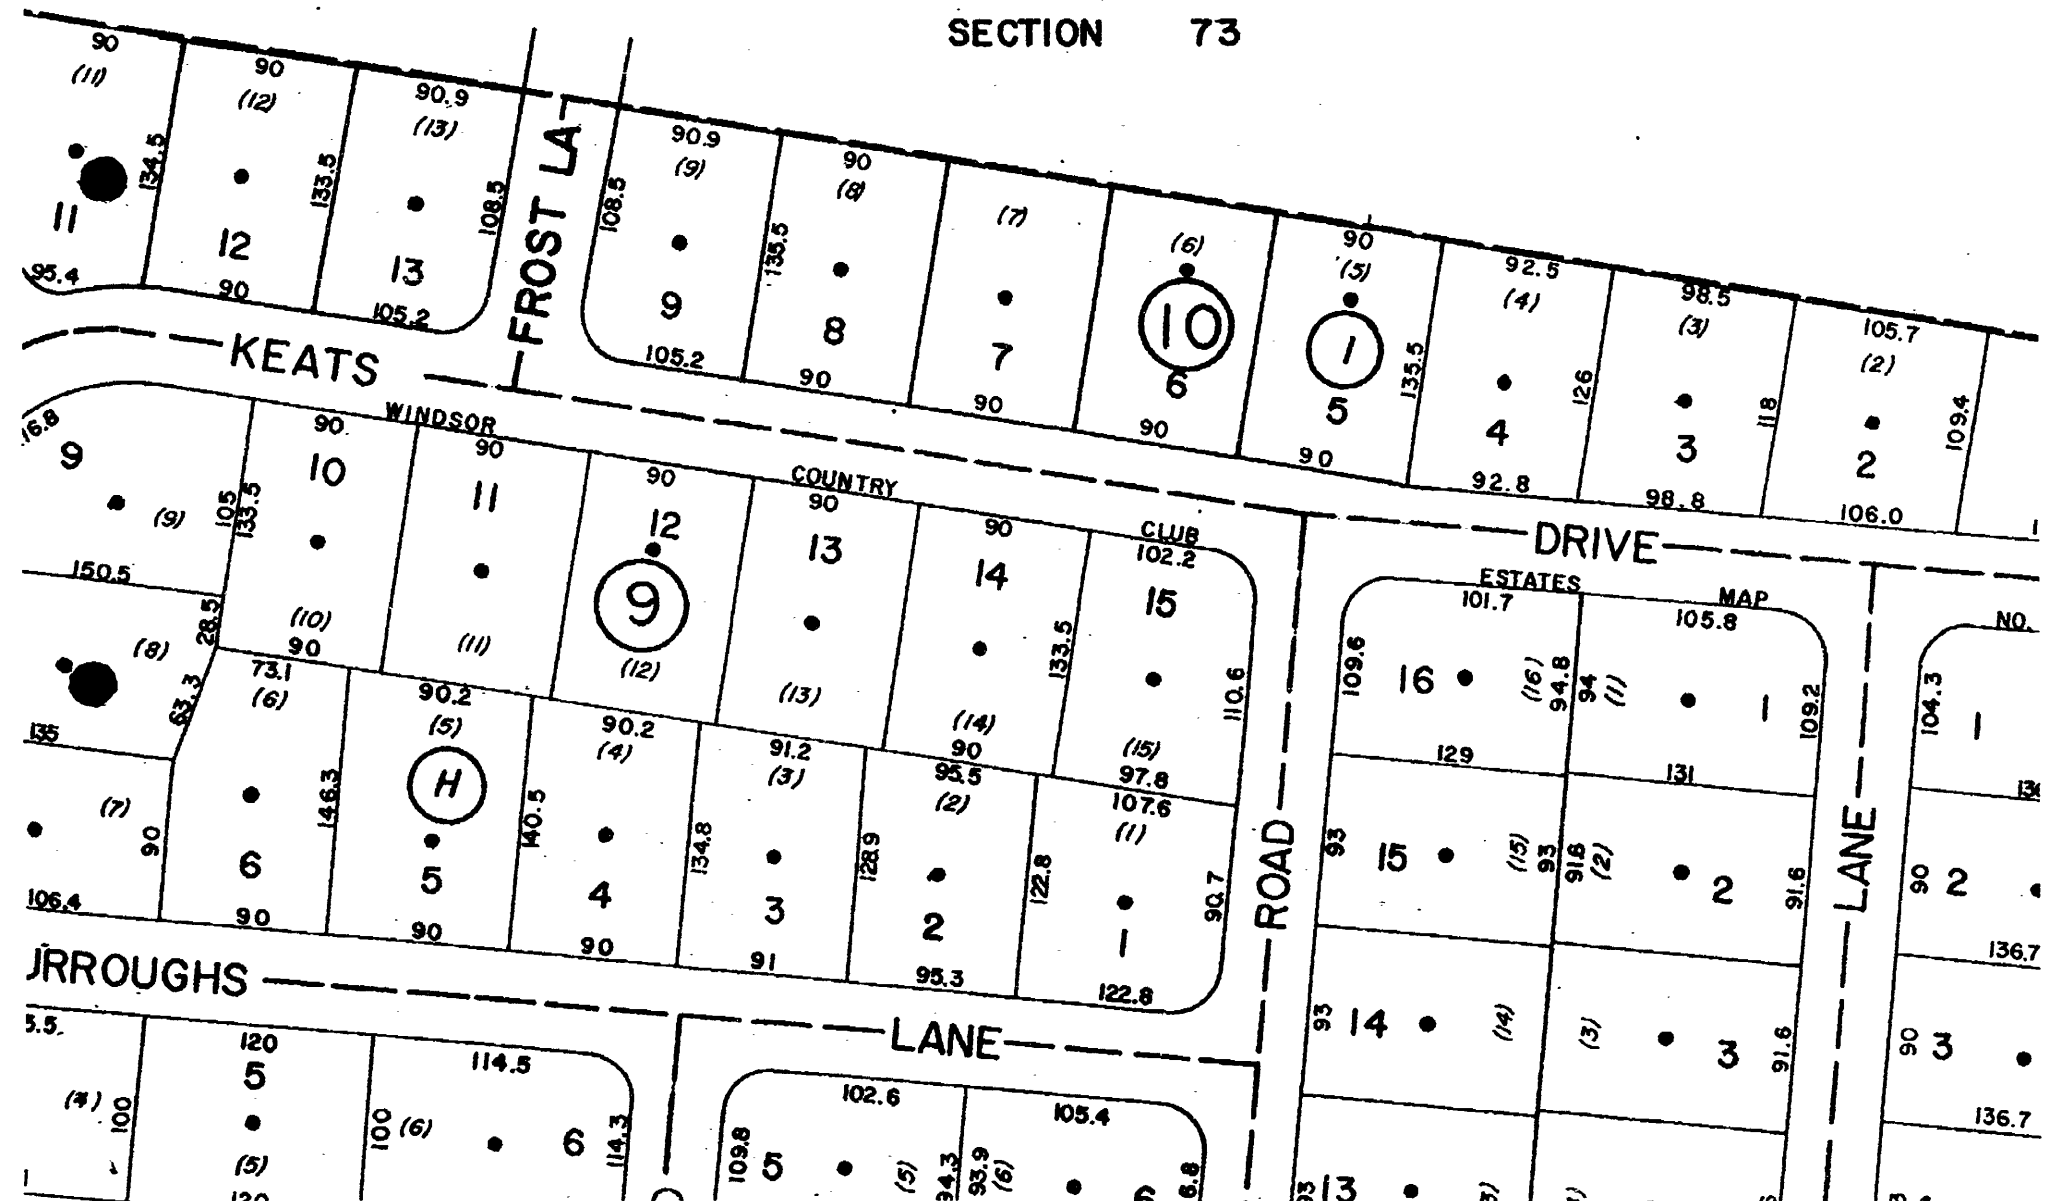 SECTION 73
90 90 90.9 90.9 90 90 92.5 98.5 105.7
(11) (12) (13) (9) (8) (7) (6) (5) (4) (3) (2)
134.5 133.5 108.5 FROST LA 108.5 135.5 135.5 126 118 109.4
11 12 13 9 8 7 10 6 1 5 4 3 2
95.4 90 105.2 105.2 90 90 90 90 92.8 98.8 106.0 1
KEATS DRIVE
WINDSOR COUNTRY CLUB ESTATES MAP NO.
90 90 90 90 90 102.2 101.7 105.8
9 10 11 12 13 14 15
105 133.5 9 133.5 110.6
(9)
150.5
28.5 (10) (11) (12) (13) (14) (15)
90 90 97.8
109.6 16 (16) 94.8 94 (1) 1 109.2 104.3 1
129 131
(8)
63.3
135
73.1 90.2 90.2 91.2 95.5 107.6
(6) (5) (4) (3) (2) (1)
H
146.3 140.5 134.8 128.9 122.8 90.7
(7)
90
6 5 4 3 2 1
106.4 90 90 90 91 95.3 122.8
ROAD
93 15 (15) 93 91.6 (2) 2 91.6 LANE 90 2
136.7
URROUGHS LANE
93 14 (14) (3) 3 91.6 90 3
136.7
5.5 120 114.5 102.6 105.4
5 6 5
(4) 100 100 (6) 114.3 109.8 (5) 94.3 93.9 (6) 6.8
(5)
120
93 13